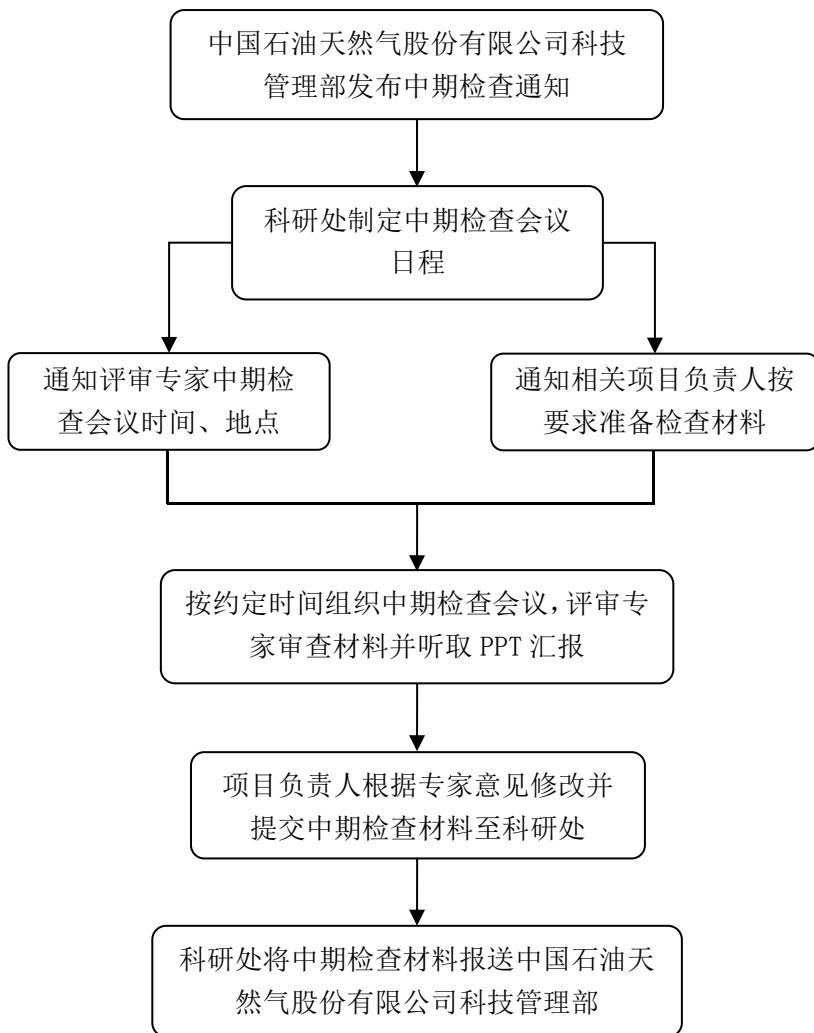 中国石油天然气股份有限公司科技
管理部发布中期检查通知
科研处制定中期检查会议
日程
通知评审专家中期检
查会议时间、地点
通知相关项目负责人按
要求准备检查材料
按约定时间组织中期检查会议,评审专
家审查材料并听取 PPT 汇报
项目负责人根据专家意见修改并
提交中期检查材料至科研处
科研处将中期检查材料报送中国石油天
然气股份有限公司科技管理部